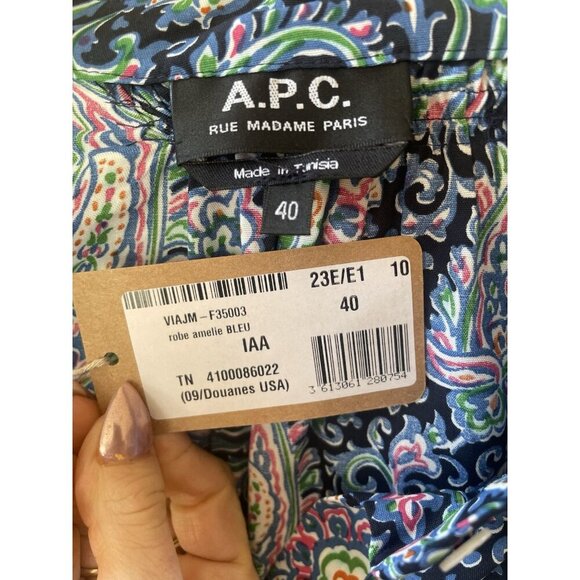 A.P.C.
RUE MADAME PARIS
Made in Tunisia
40
23E/E1 10
VIAJM-F35003
40
robe amelie BLEU
IAA
TN 4100086022
(09/Douanes USA)
3 613061 280754